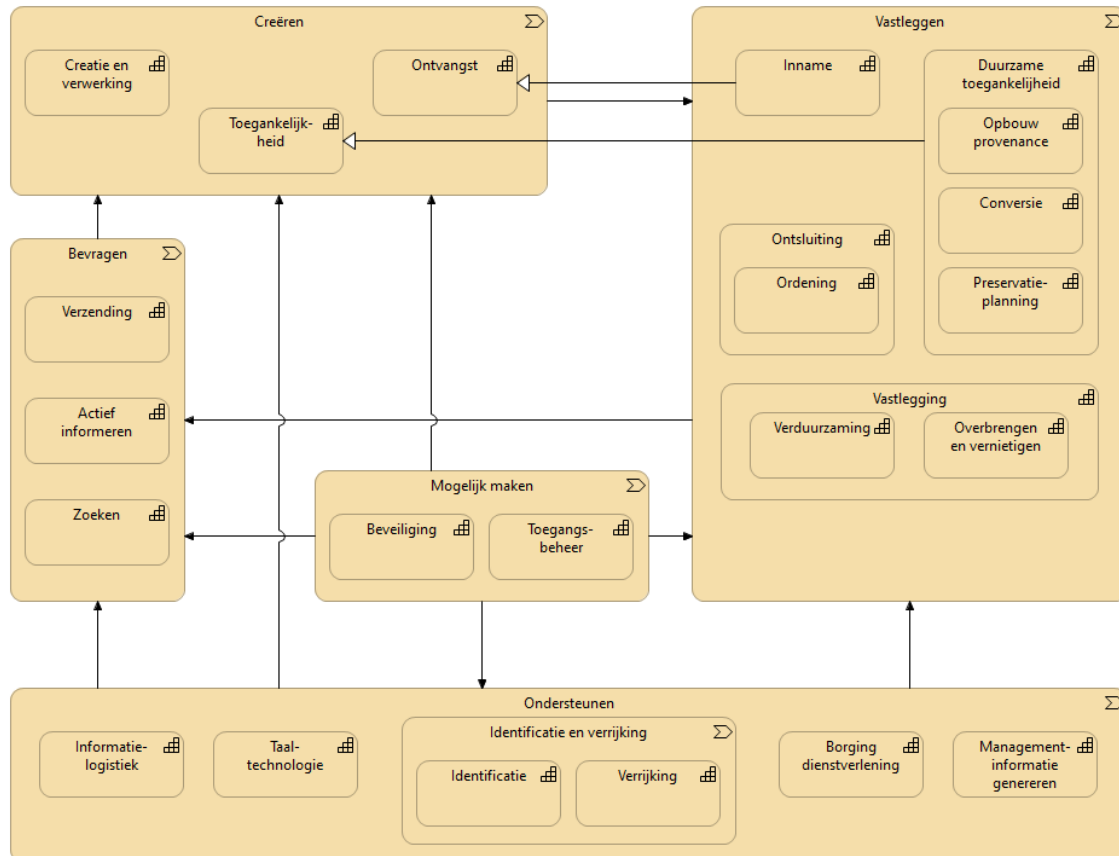 Creëren
Creatie en
verwerking
Ontvangst
Toegankelijk-
heid
Vastleggen
Inname
Duurzame
toegankelijheid
Opbouw
provenance
Conversie
Preservatie-
planning
Ontsluiting
Ordening
Vastlegging
Verduurzaming
Overbrengen
en vernietigen
Bevragen
Verzending
Actief
informeren
Zoeken
Mogelijk maken
Beveiliging
Toegangs-
beheer
Ondersteunen
Informatie-
logistiek
Taal-
technologie
Identificatie en verrijking
Identificatie
Verrijking
Borging
dienstverlening
Management-
informatie
genereren